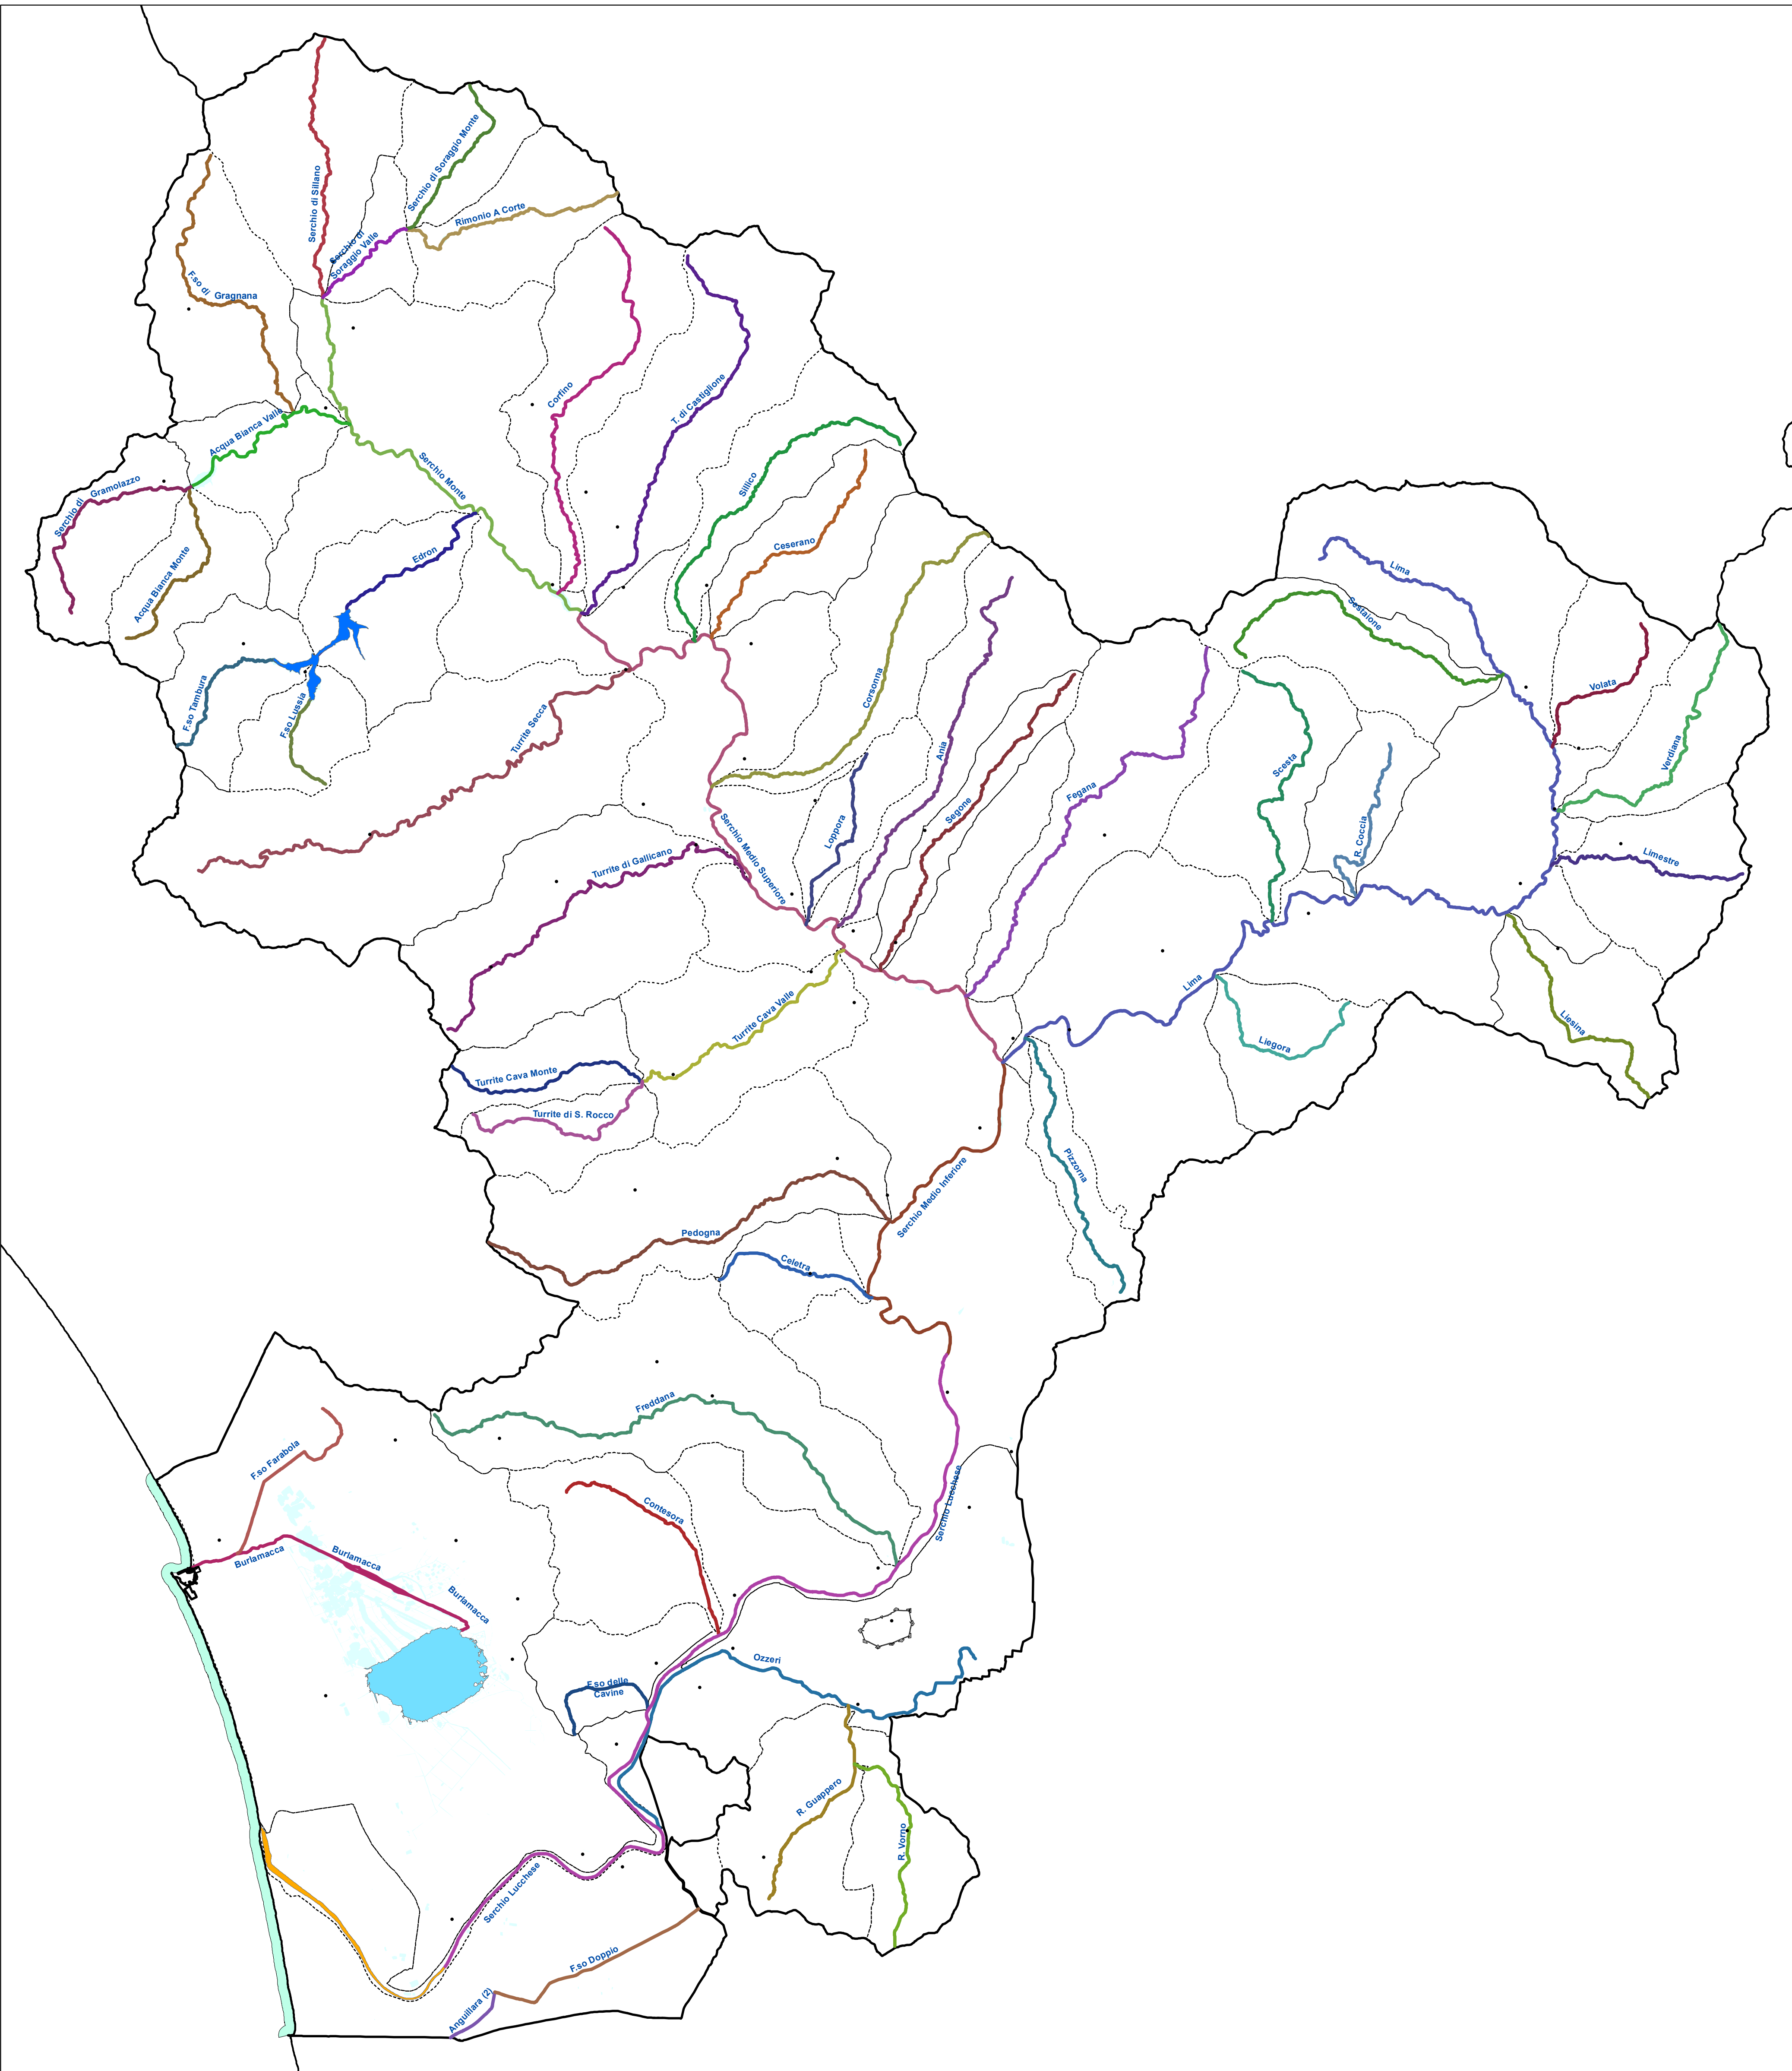 Serchio di Sillano
Serchio di Soraggio Monte
Rimonio A Corte
Serchio di
Soraggio Valle
F.so di Gragnana
Corfino
T. di Castiglione
Acqua Bianca Valle
Serchio Monte
Sillico
Serchio di Gramolazzo
Acqua Bianca Monte
Edron
Ceserano
Lima
Sestaione
F.so Tambura
F.so Lussia
Turrite Secca
Corsonna
Ania
Volata
Verdiana
Scesta
Fegana
Segone
Loppora
R. Coccia
Limestre
Serchio Medio Superiore
Turrite di Gallicano
Turrite Cava Valle
Lima
Liegora
Liesina
Turrite Cava Monte
Turrite di S. Rocco
Pizzorna
Serchio Medio Inferiore
Pedogna
Celetra
Freddana
F.so Farabola
Contesora
Serchio Lucchese
Burlamacca
Burlamacca
Burlamacca
Ozzeri
F.so delle
Cavine
R. Guappero
R. Vorno
Serchio Lucchese
F.so Doppio
Anguillara (2)